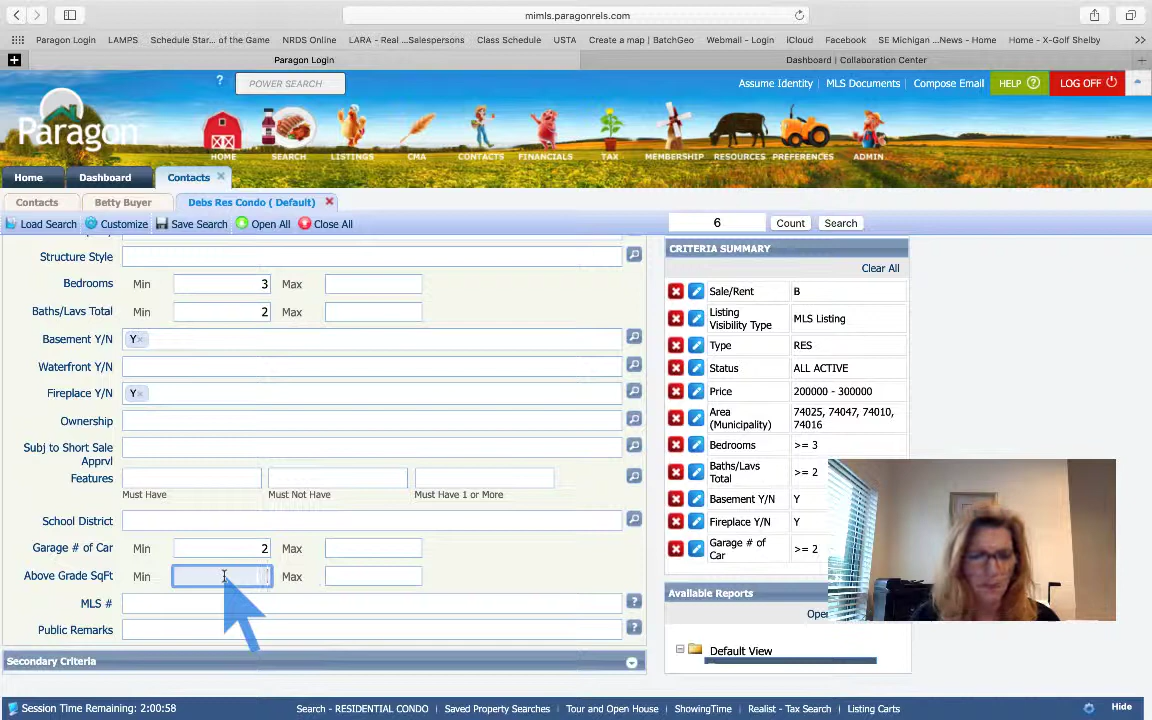 mimls.paragonrels.com
Paragon Login LAMPS Schedule Star... of the Game NRDS Online LARA - Real ...Salespersons Class Schedule USTA Create a map | BatchGeo Webmail - Login iCloud Facebook SE Michigan ...News - Home Home - X-Golf Shelby >>
Paragon Login Dashboard | Collaboration Center
? POWER SEARCH Assume Identity MLS Documents Compose Email HELP ? LOG OFF
Paragon
HOME SEARCH LISTINGS CMA CONTACTS FINANCIALS TAX MEMBERSHIP RESOURCES PREFERENCES ADMIN
Home Dashboard Contacts
Contacts Betty Buyer Debs Res Condo ( Default)
Load Search Customize Save Search Open All Close All 6 Count Search
Structure Style
Bedrooms Min 3 Max
Baths/Lavs Total Min 2 Max
Basement Y/N Y
Waterfront Y/N
Fireplace Y/N Y
Ownership
Subj to Short Sale
Apprvl
Features
Must Have Must Not Have Must Have 1 or More
School District
Garage # of Car Min 2 Max
Above Grade SqFt Min Max
MLS # ?
Public Remarks ?
Secondary Criteria
CRITERIA SUMMARY
Clear All
Sale/Rent B
Listing
Visibility Type MLS Listing
Type RES
Status ALL ACTIVE
Price 200000 - 300000
Area
(Municipality) 74025, 74047, 74010,
74016
Bedrooms >= 3
Baths/Lavs
Total >= 2
Basement Y/N Y
Fireplace Y/N Y
Garage # of
Car >= 2
Available Reports
Open
Default View
Session Time Remaining: 2:00:58 Search - RESIDENTIAL CONDO Saved Property Searches Tour and Open House ShowingTime Realist - Tax Search Listing Carts Hide